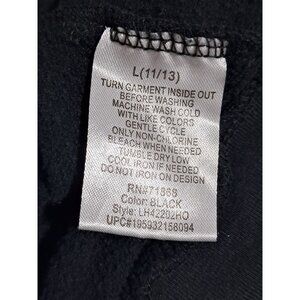 L(11/13)
TURN GARMENT INSIDE OUT
BEFORE WASHING
MACHINE WASH COLD
WITH LIKE COLORS
GENTLE CYCLE
ONLY NON-CHLORINE
BLEACH WHEN NEEDED
TUMBLE DRY LOW
COOL IRON IF NEEDED
DO NOT IRON ON DESIGN
RN#71868
Color: BLACK
Style: LH42202HO
UPC#195932158094